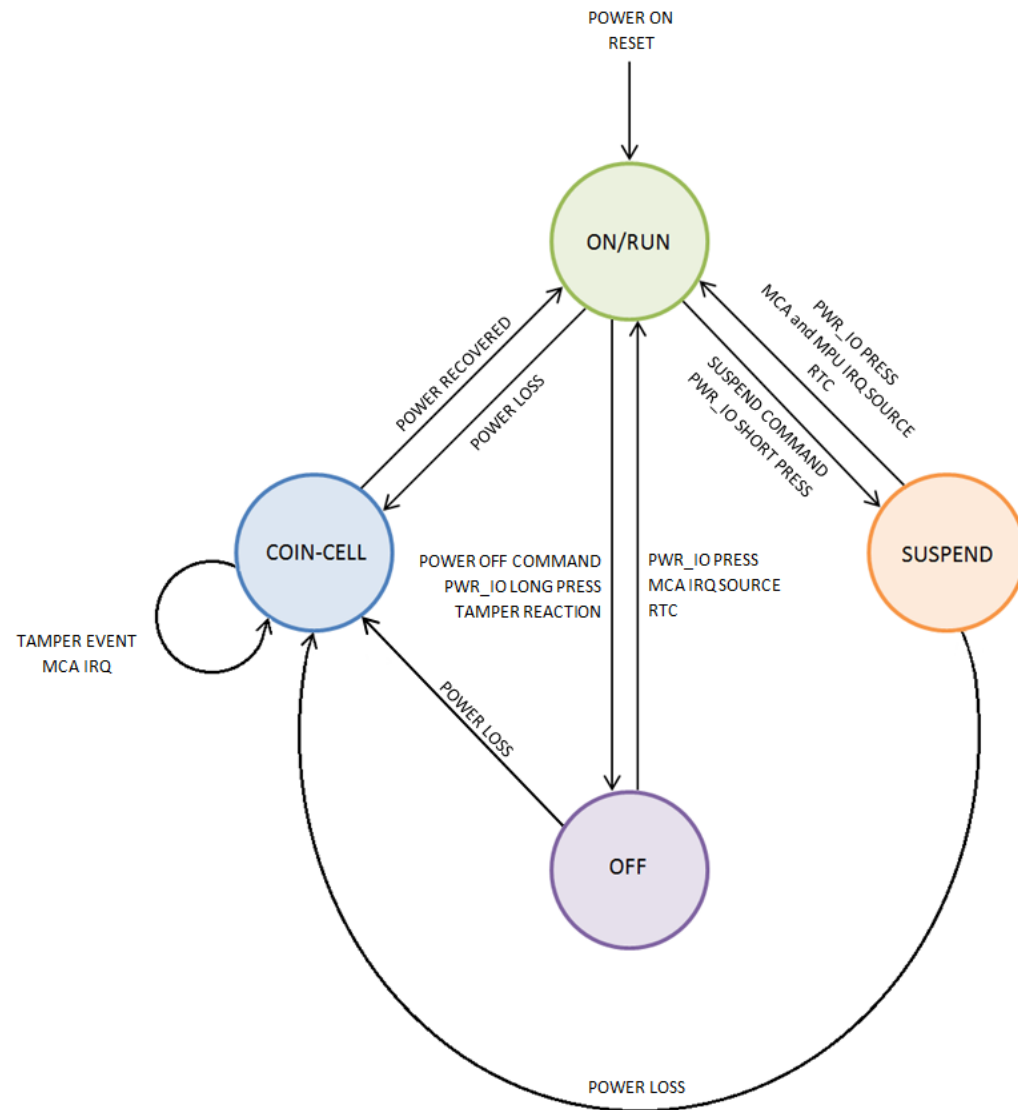 POWER ON
RESET
ON/RUN
POWER RECOVERED
POWER LOSS
PWR_IO PRESS
MCA and MPU IRQ SOURCE
RTC
SUSPEND COMMAND
PWR_IO SHORT PRESS
COIN-CELL
SUSPEND
POWER OFF COMMAND
PWR_IO LONG PRESS
TAMPER REACTION
PWR_IO PRESS
MCA IRQ SOURCE
RTC
TAMPER EVENT
MCA IRQ
POWER LOSS
OFF
POWER LOSS